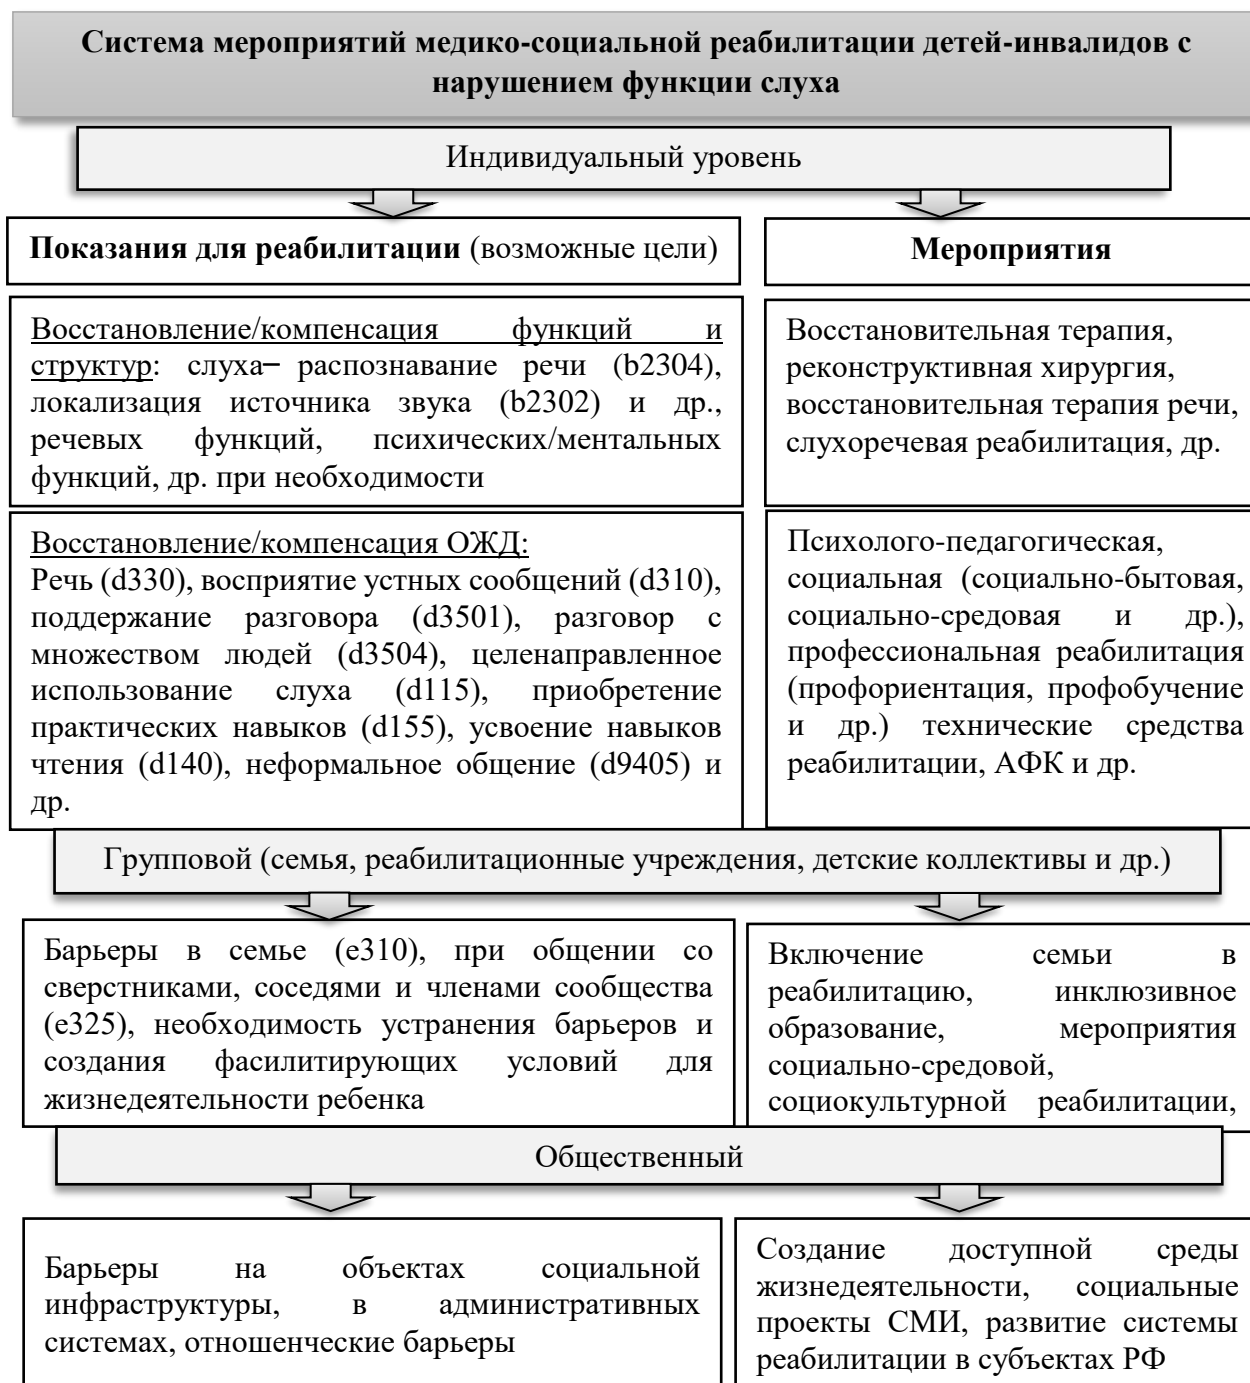 Система мероприятий медико-социальной реабилитации детей-инвалидов с
нарушением функции слуха
Индивидуальный уровень
Показания для реабилитации (возможные цели)
Мероприятия
Восстановление/компенсация функций и
структур: слуха– распознавание речи (b2304),
локализация источника звука (b2302) и др.,
речевых функций, психических/ментальных
функций, др. при необходимости
Восстановительная терапия,
реконструктивная хирургия,
восстановительная терапия речи,
слухоречевая реабилитация, др.
Восстановление/компенсация ОЖД:
Речь (d330), восприятие устных сообщений (d310),
поддержание разговора (d3501), разговор с
множеством людей (d3504), целенаправленное
использование слуха (d115), приобретение
практических навыков (d155), усвоение навыков
чтения (d140), неформальное общение (d9405) и
др.
Психолого-педагогическая,
социальная (социально-бытовая,
социально-средовая и др.),
профессиональная реабилитация
(профориентация, профобучение
и др.) технические средства
реабилитации, АФК и др.
Групповой (семья, реабилитационные учреждения, детские коллективы и др.)
Барьеры в семье (e310), при общении со
сверстниками, соседями и членами сообщества
(e325), необходимость устранения барьеров и
создания фасилитирующих условий для
жизнедеятельности ребенка
Включение семьи в
реабилитацию, инклюзивное
образование, мероприятия
социально-средовой,
социокультурной реабилитации,
Общественный
Барьеры на объектах социальной
инфраструктуры, в административных
системах, отношенческие барьеры
Создание доступной среды
жизнедеятельности, социальные
проекты СМИ, развитие системы
реабилитации в субъектах РФ